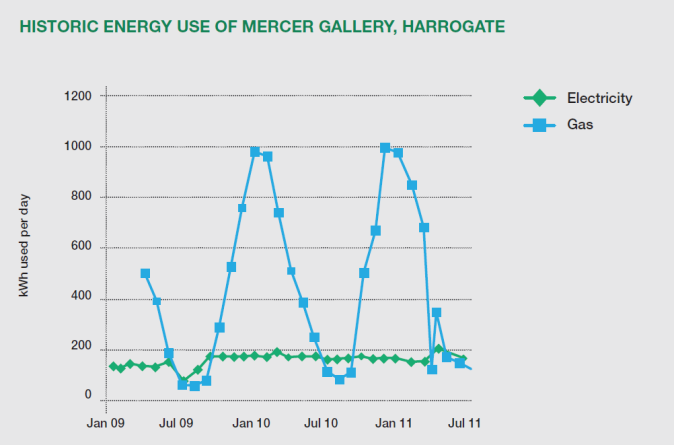 HISTORIC ENERGY USE OF MERCER GALLERY, HARROGATE
Electricity
Gas
kWh used per day
1200
1000
800
600
400
200
0
Jan 09 Jul 09 Jan 10 Jul 10 Jan 11 Jul 11